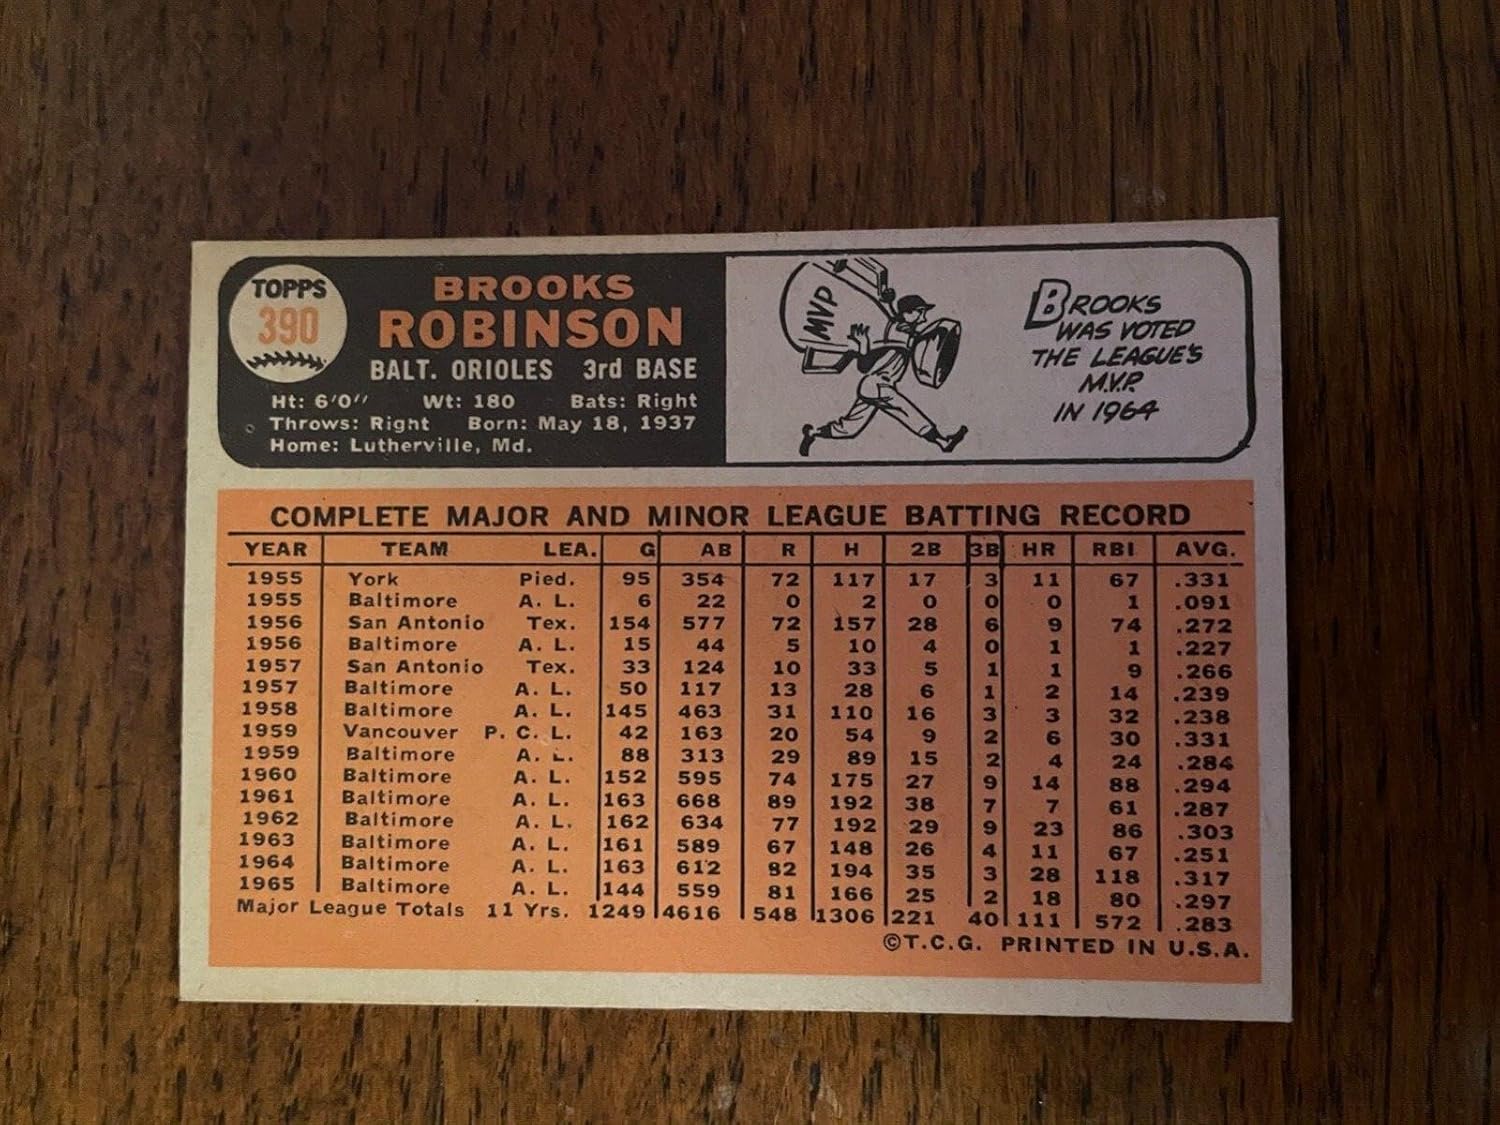 TOPPS
390
BROOKS
ROBINSON
BALT. ORIOLES 3rd BASE
Ht: 6'0" Wt: 180 Bats: Right
Throws: Right Born: May 18, 1937
Home: Lutherville, Md.
MVP
BROOKS
WAS VOTED
THE LEAGUE'S
M.V.P.
IN 1964
COMPLETE MAJOR AND MINOR LEAGUE BATTING RECORD
YEAR TEAM LEA. G AB R H 2B 3B HR RBI AVG.
1955 York Pied. 95 354 72 117 17 3 11 67 .331
1955 Baltimore A. L. 6 22 0 2 0 0 0 1 .091
1956 San Antonio Tex. 154 577 72 157 28 6 9 74 .272
1956 Baltimore A. L. 15 44 5 10 4 0 1 1 .227
1957 San Antonio Tex. 33 124 10 33 5 1 1 9 .266
1957 Baltimore A. L. 50 117 13 28 6 1 2 14 .239
1958 Baltimore A. L. 145 463 31 110 16 3 3 32 .238
1959 Vancouver P. C. L. 42 163 20 54 9 2 6 30 .331
1959 Baltimore A. L. 88 313 29 89 15 2 4 24 .284
1960 Baltimore A. L. 152 595 74 175 27 9 14 88 .294
1961 Baltimore A. L. 163 668 89 192 38 7 7 61 .287
1962 Baltimore A. L. 162 634 77 192 29 9 23 86 .303
1963 Baltimore A. L. 161 589 67 148 26 4 11 67 .251
1964 Baltimore A. L. 163 612 82 194 35 3 28 118 .317
1965 Baltimore A. L. 144 559 81 166 25 2 18 80 .297
Major League Totals 11 Yrs. 1249 4616 548 1306 221 40 111 572 .283
©T.C.G. PRINTED IN U.S.A.